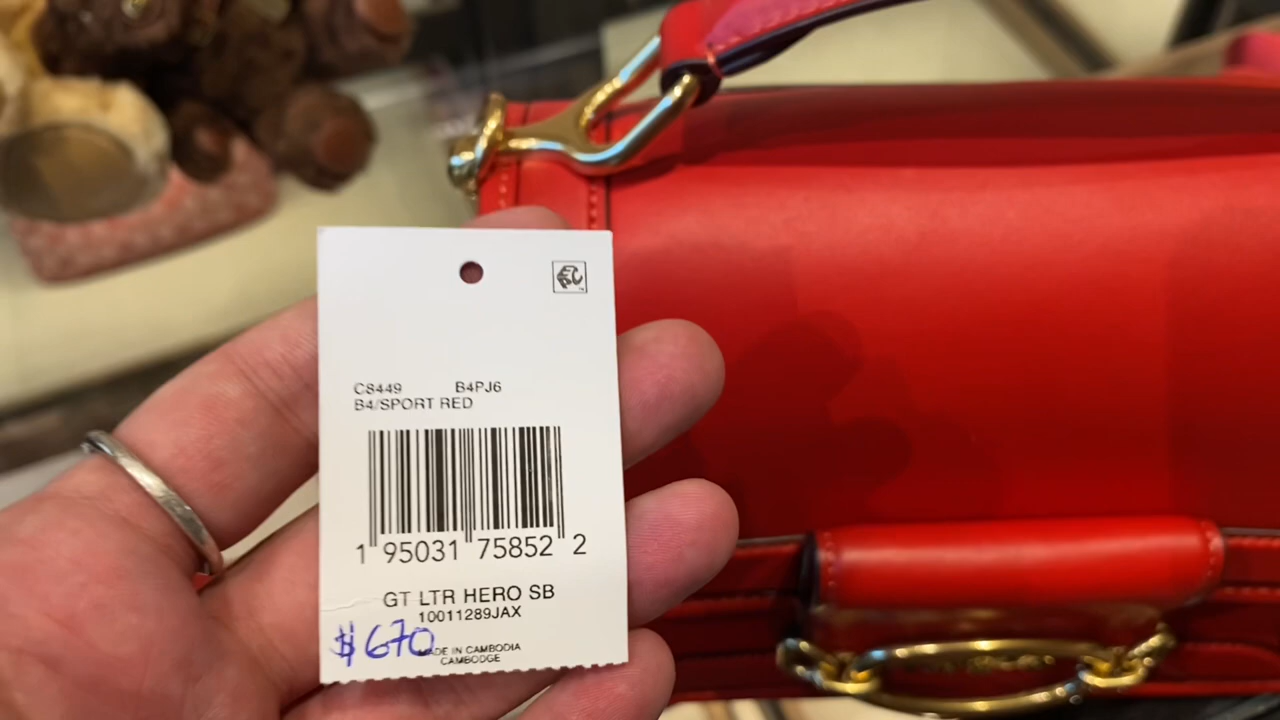 C8449 B4PJ6
B4/SPORT RED
1 95031 75852 2
GT LTR HERO SB
10011289JAX
$670
MADE IN CAMBODIA
CAMBODGE